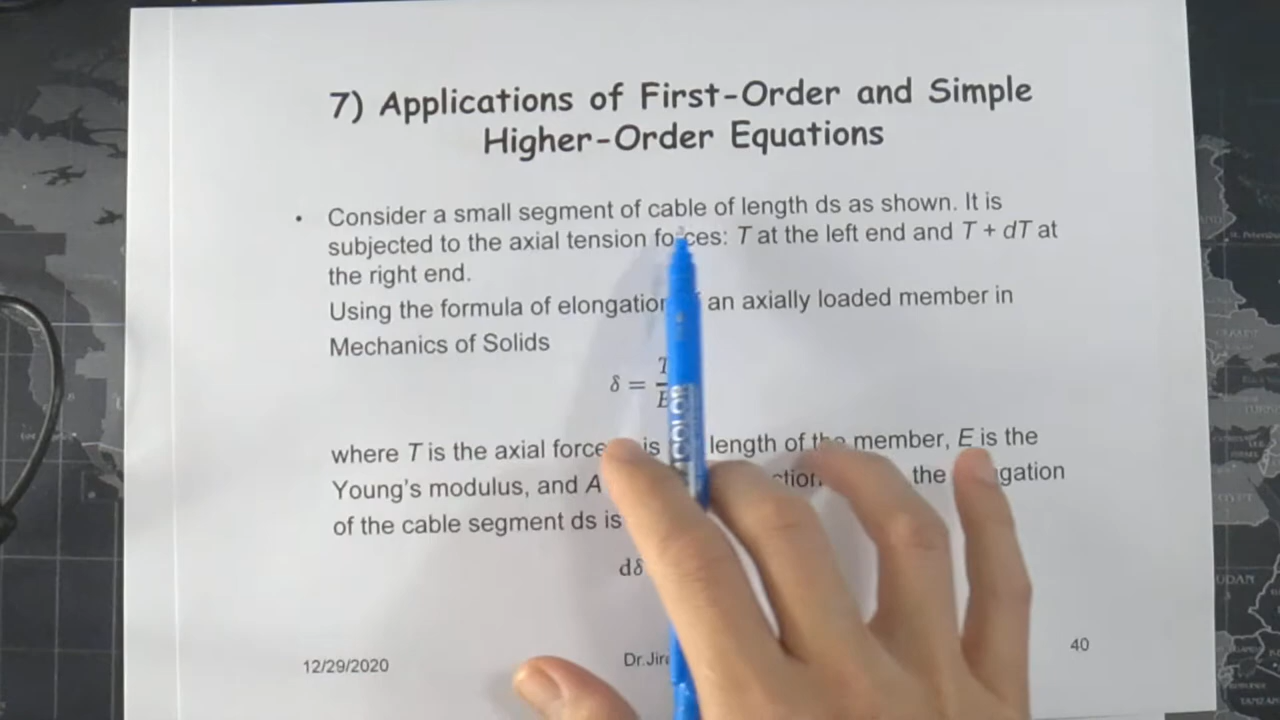 7) Applications of First-Order and Simple
Higher-Order Equations
• Consider a small segment of cable of length ds as shown. It is
subjected to the axial tension forces: T at the left end and T + dT at
the right end.
Using the formula of elongation an axially loaded member in
Mechanics of Solids
δ =
where T is the axial force is length of the member, E is the
Young's modulus, and A the
of the cable segment ds is
dδ
12/29/2020
40
COLOR